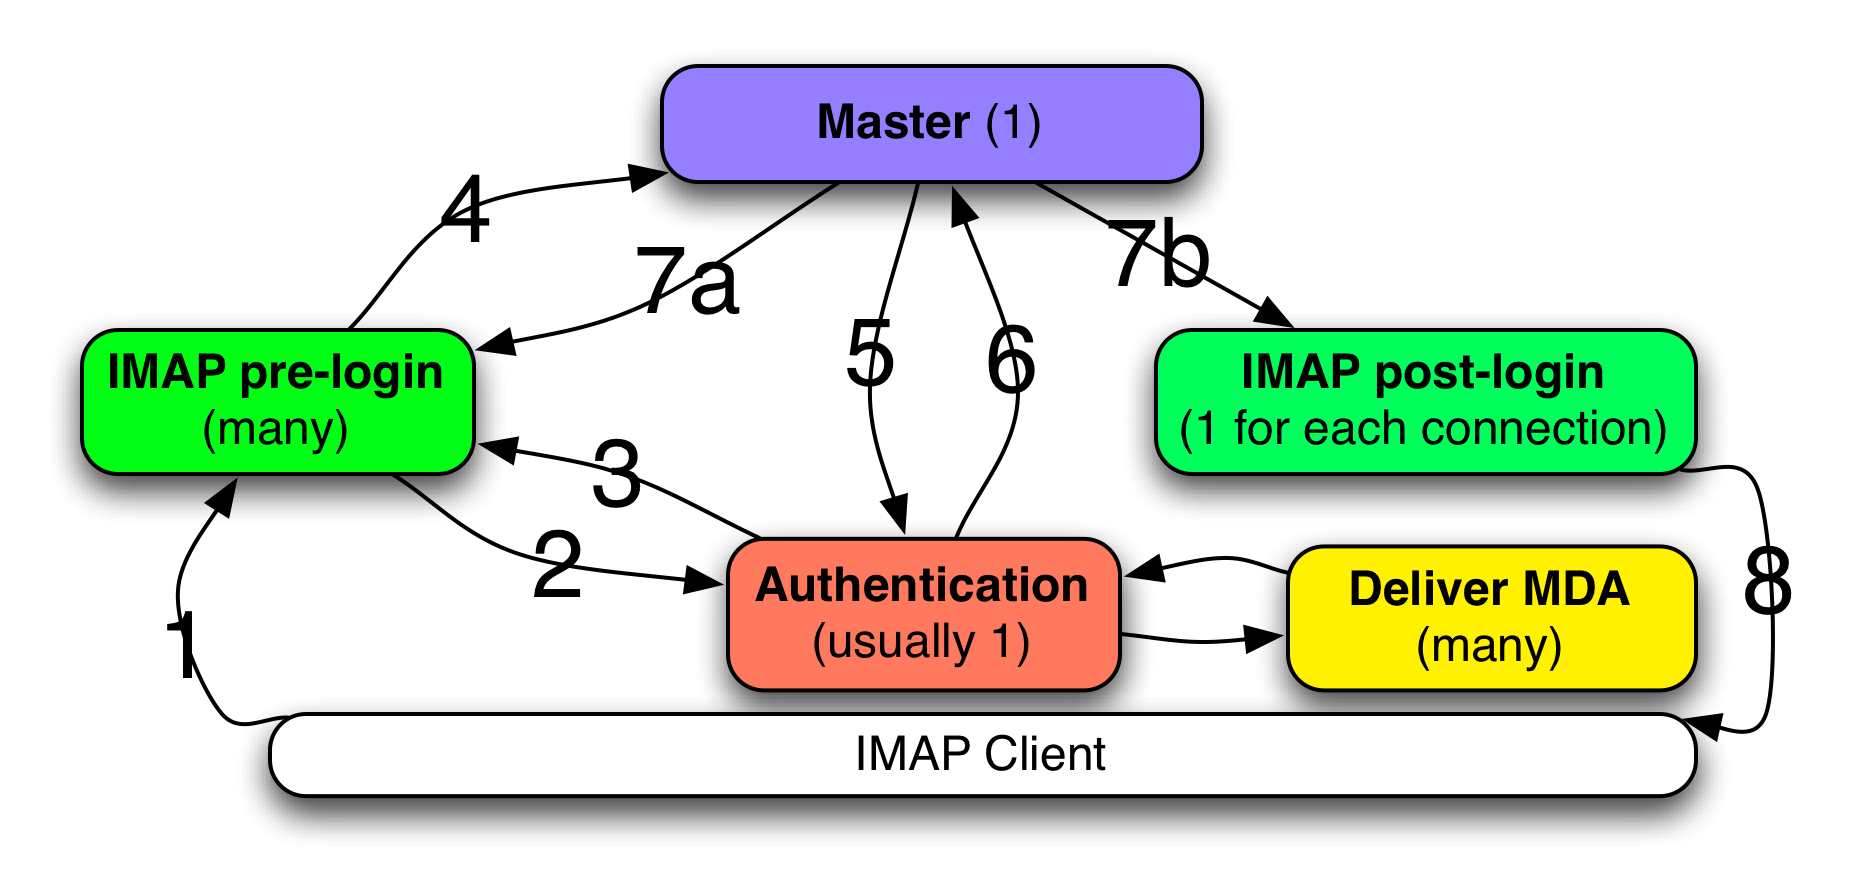 Master (1)
4
7a
7b
5
6
IMAP pre-login
(many)
IMAP post-login
(1 for each connection)
3
2
Authentication
(usually 1)
Deliver MDA
(many)
8
1
IMAP Client